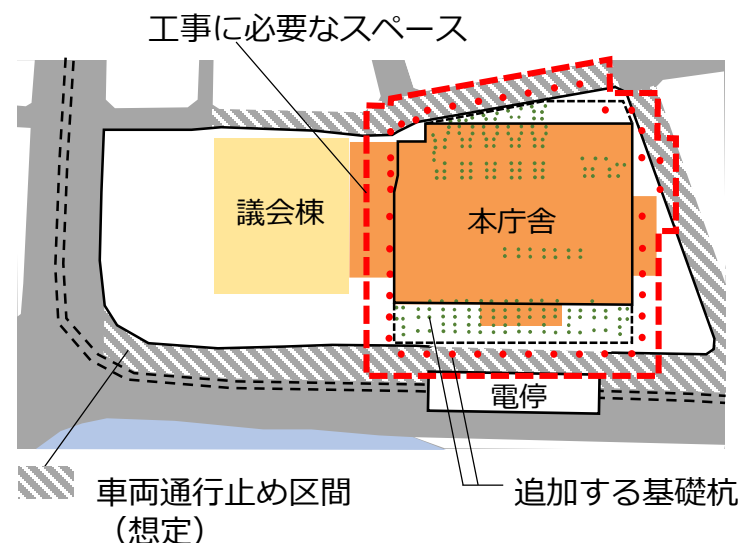 工事に必要なスペース
議会棟
本庁舎
電停
車両通行止め区間
（想定）
追加する基礎杭